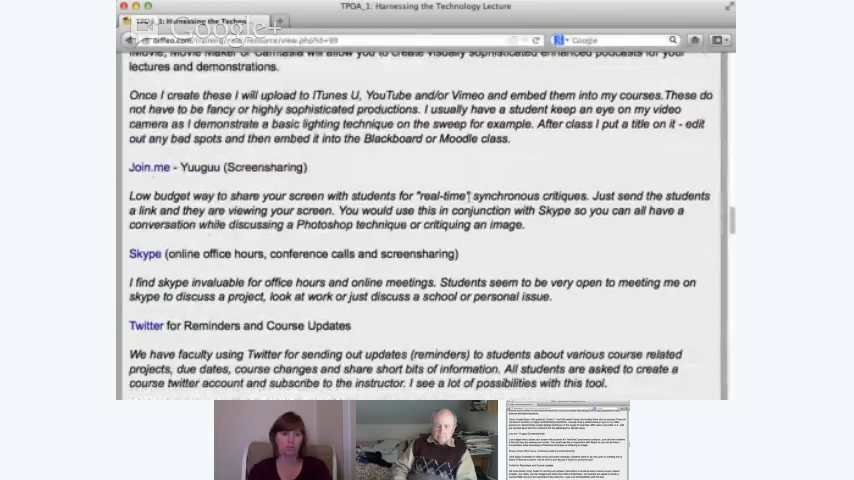 TPOA_1: Harnessing the Technology Lecture
TPOA_1: Harnessing the Techno
Google+
Google
iMovie, Movie Maker or Camtasia will allow you to create visually sophisticated enhanced podcasts for your
lectures and demonstrations.
Once I create these I will upload to ITunes U, YouTube and/or Vimeo and embed them into my courses.These do
not have to be fancy or highly sophisticated productions. I usually have a student keep an eye on my video
camera as I demonstrate a basic lighting technique on the sweep for example. After class I put a title on it - edit
out any bad spots and then embed it into the Blackboard or Moodle class.
Join.me - Yuuguu (Screensharing)
Low budget way to share your screen with students for "real-time" synchronous critiques. Just send the students
a link and they are viewing your screen. You would use this in conjunction with Skype so you can all have a
conversation while discussing a Photoshop technique or critiquing an image.
Skype (online office hours, conference calls and screensharing)
I find skype invaluable for office hours and online meetings. Students seem to be very open to meeting me on
skype to discuss a project, look at work or just discuss a school or personal issue.
Twitter for Reminders and Course Updates
We have faculty using Twitter for sending out updates (reminders) to students about various course related
projects, due dates, course changes and share short bits of information. All students are asked to create a
course twitter account and subscribe to the instructor. I see a lot of possibilities with this tool.